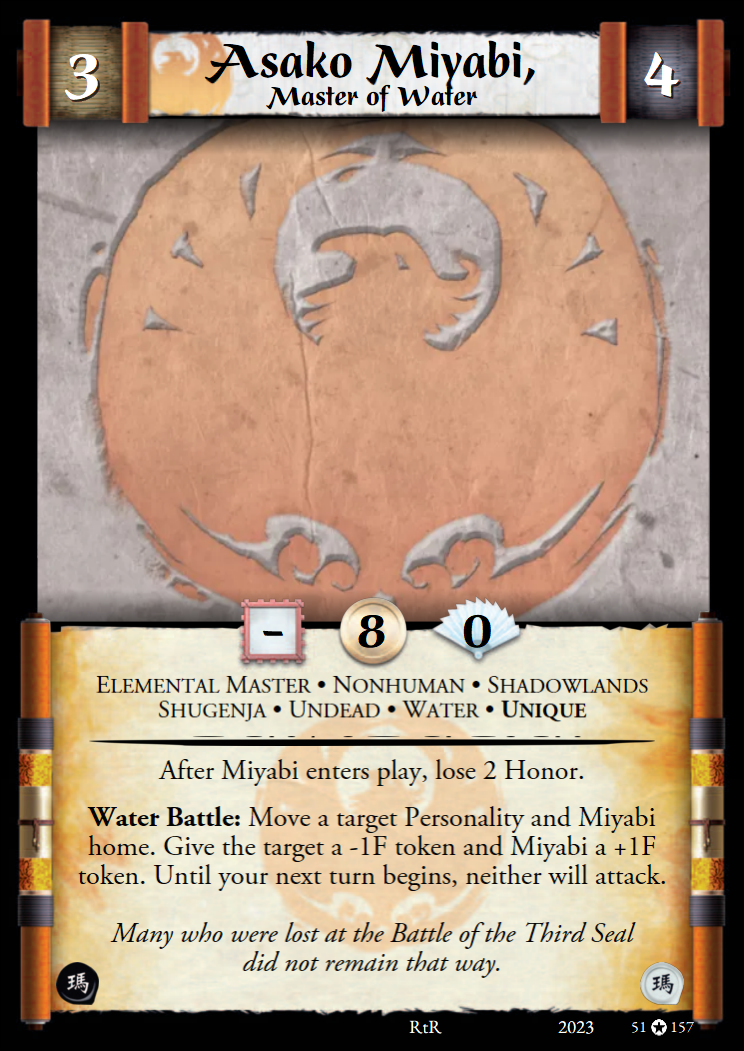 3
Asako Miyabi,
Master of Water
4
-
8
0
Elemental Master • Nonhuman • Shadowlands
Shugenja • Undead • Water • Unique
After Miyabi enters play, lose 2 Honor.
Water Battle: Move a target Personality and Miyabi
home. Give the target a -1F token and Miyabi a +1F
token. Until your next turn begins, neither will attack.
Many who were lost at the Battle of the Third Seal
did not remain that way.
瑪
瑪
RtR 2023 51 ✪ 157